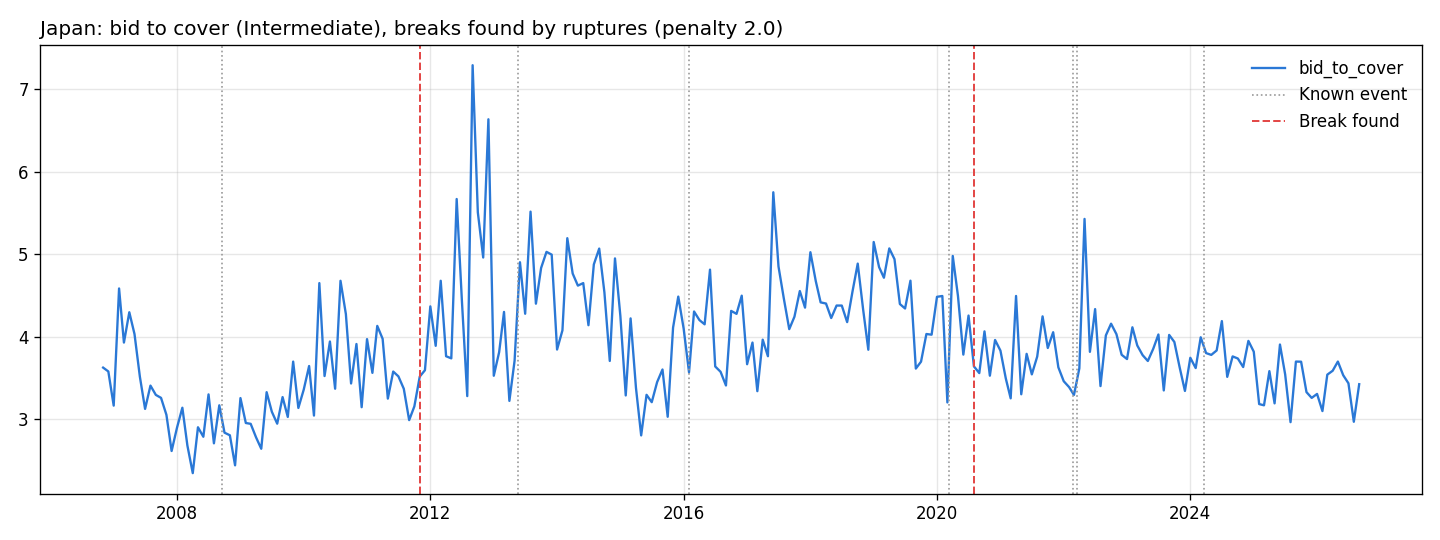 Japan: bid to cover (Intermediate), breaks found by ruptures (penalty 2.0)
bid_to_cover
Known event
Break found
7
6
5
4
3
2008
2012
2016
2020
2024